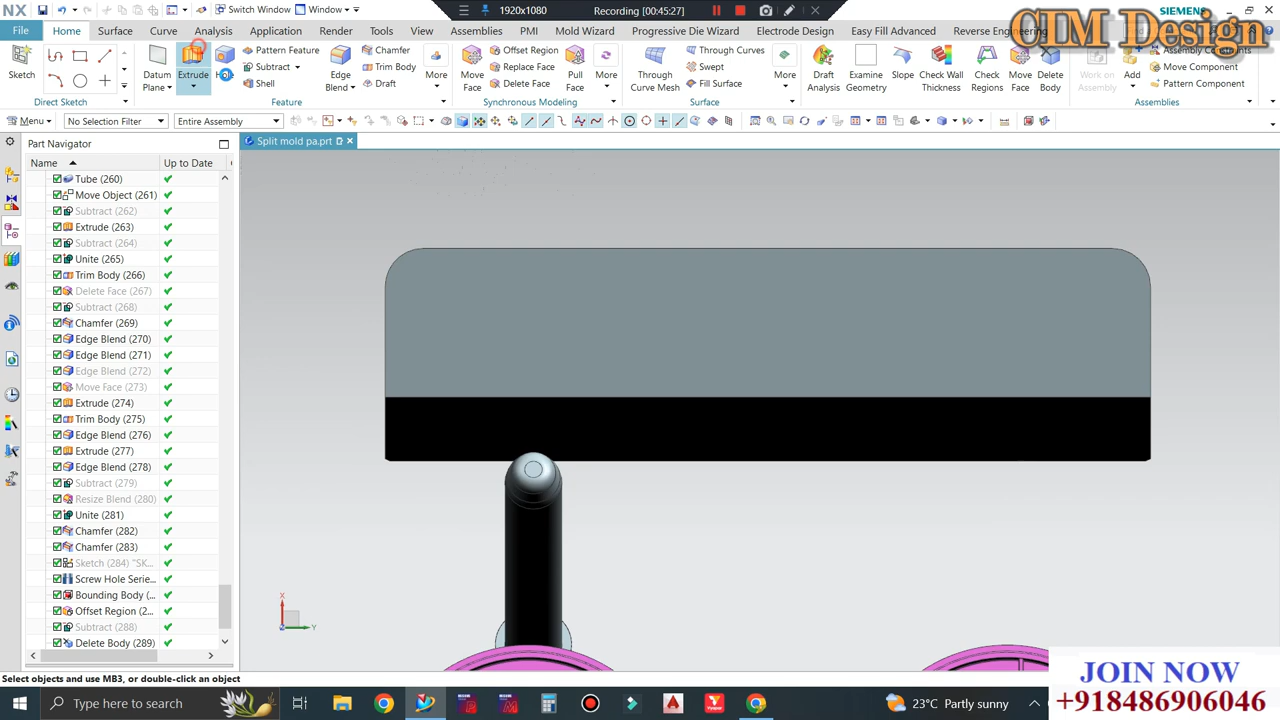 NX
Switch Window
Window
1920x1080
Recording [00:45:27]
SIEMENS
CIM Design
File
Home
Surface
Curve
Analysis
Application
Render
Tools
View
Assemblies
PMI
Mold Wizard
Progressive Die Wizard
Electrode Design
Easy Fill Advanced
Reverse Engineering
Sketch
Direct Sketch
Datum Plane
Extrude
Hole
Pattern Feature
Subtract
Shell
Feature
Edge Blend
Chamfer
Trim Body
Draft
More
Move Face
Offset Region
Replace Face
Delete Face
Synchronous Modeling
Pull Face
More
Through Curve Mesh
Through Curves
Swept
Fill Surface
Surface
More
Draft Analysis
Examine Geometry
Slope
Check Wall Thickness
Check Regions
Move Face
Delete Body
Work on Assembly
Add
Assembly Constraints
Move Component
Pattern Component
Assemblies
Menu
No Selection Filter
Entire Assembly
Part Navigator
Split mold pa.prt
Name
Up to Date
Tube (260)
Move Object (261)
Subtract (262)
Extrude (263)
Subtract (264)
Unite (265)
Trim Body (266)
Delete Face (267)
Subtract (268)
Chamfer (269)
Edge Blend (270)
Edge Blend (271)
Edge Blend (272)
Move Face (273)
Extrude (274)
Trim Body (275)
Edge Blend (276)
Extrude (277)
Edge Blend (278)
Subtract (279)
Resize Blend (280)
Unite (281)
Chamfer (282)
Chamfer (283)
Sketch (284) "SK...
Screw Hole Serie...
Bounding Body (...
Offset Region (2...
Subtract (288)
Delete Body (289)
X
Y
Z
Select objects and use MB3, or double-click an object
JOIN NOW
+918486906046
Type here to search
23°C Partly sunny